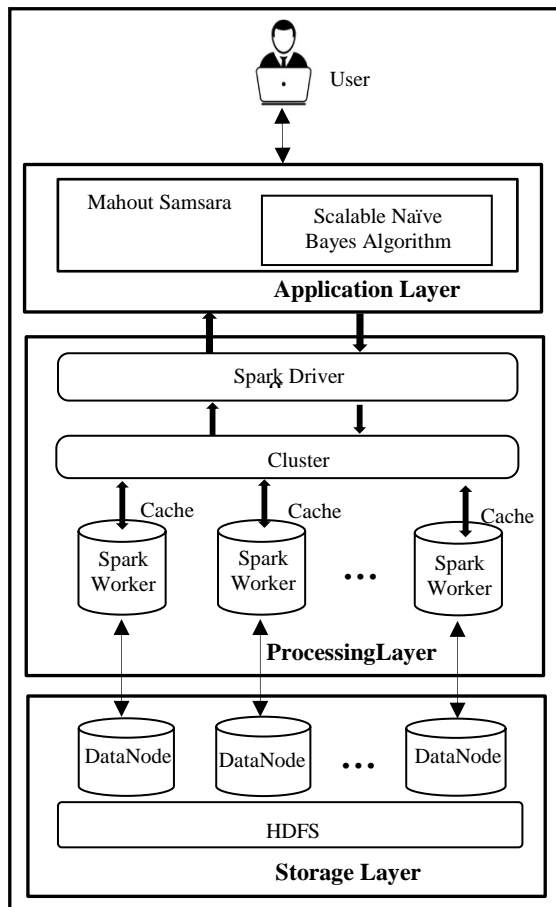 User
Mahout Samsara
Scalable Naïve
Bayes Algorithm
Application Layer
Spark Driver
Cluster
Cache
Cache
Cache
Spark
Worker
Spark
Worker
...
Spark
Worker
ProcessingLayer
DataNode
DataNode
...
DataNode
HDFS
Storage Layer